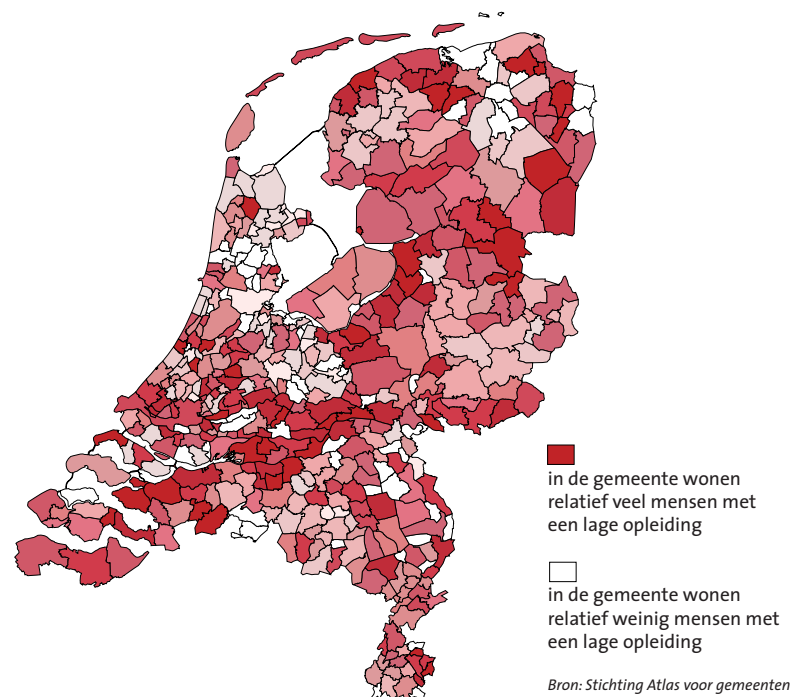 in de gemeente wonen
relatief veel mensen met
een lage opleiding
in de gemeente wonen
relatief weinig mensen met
een lage opleiding
Bron: Stichting Atlas voor gemeenten